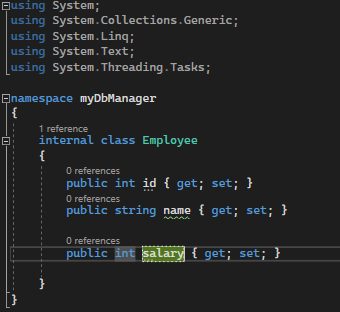 using System;
using System.Collections.Generic;
using System.Linq;
using System.Text;
using System.Threading.Tasks;
namespace myDbManager
{
1 reference
internal class Employee
{
0 references
public int id { get; set; }
0 references
public string name { get; set; }
0 references
public int salary { get; set; }
}
}